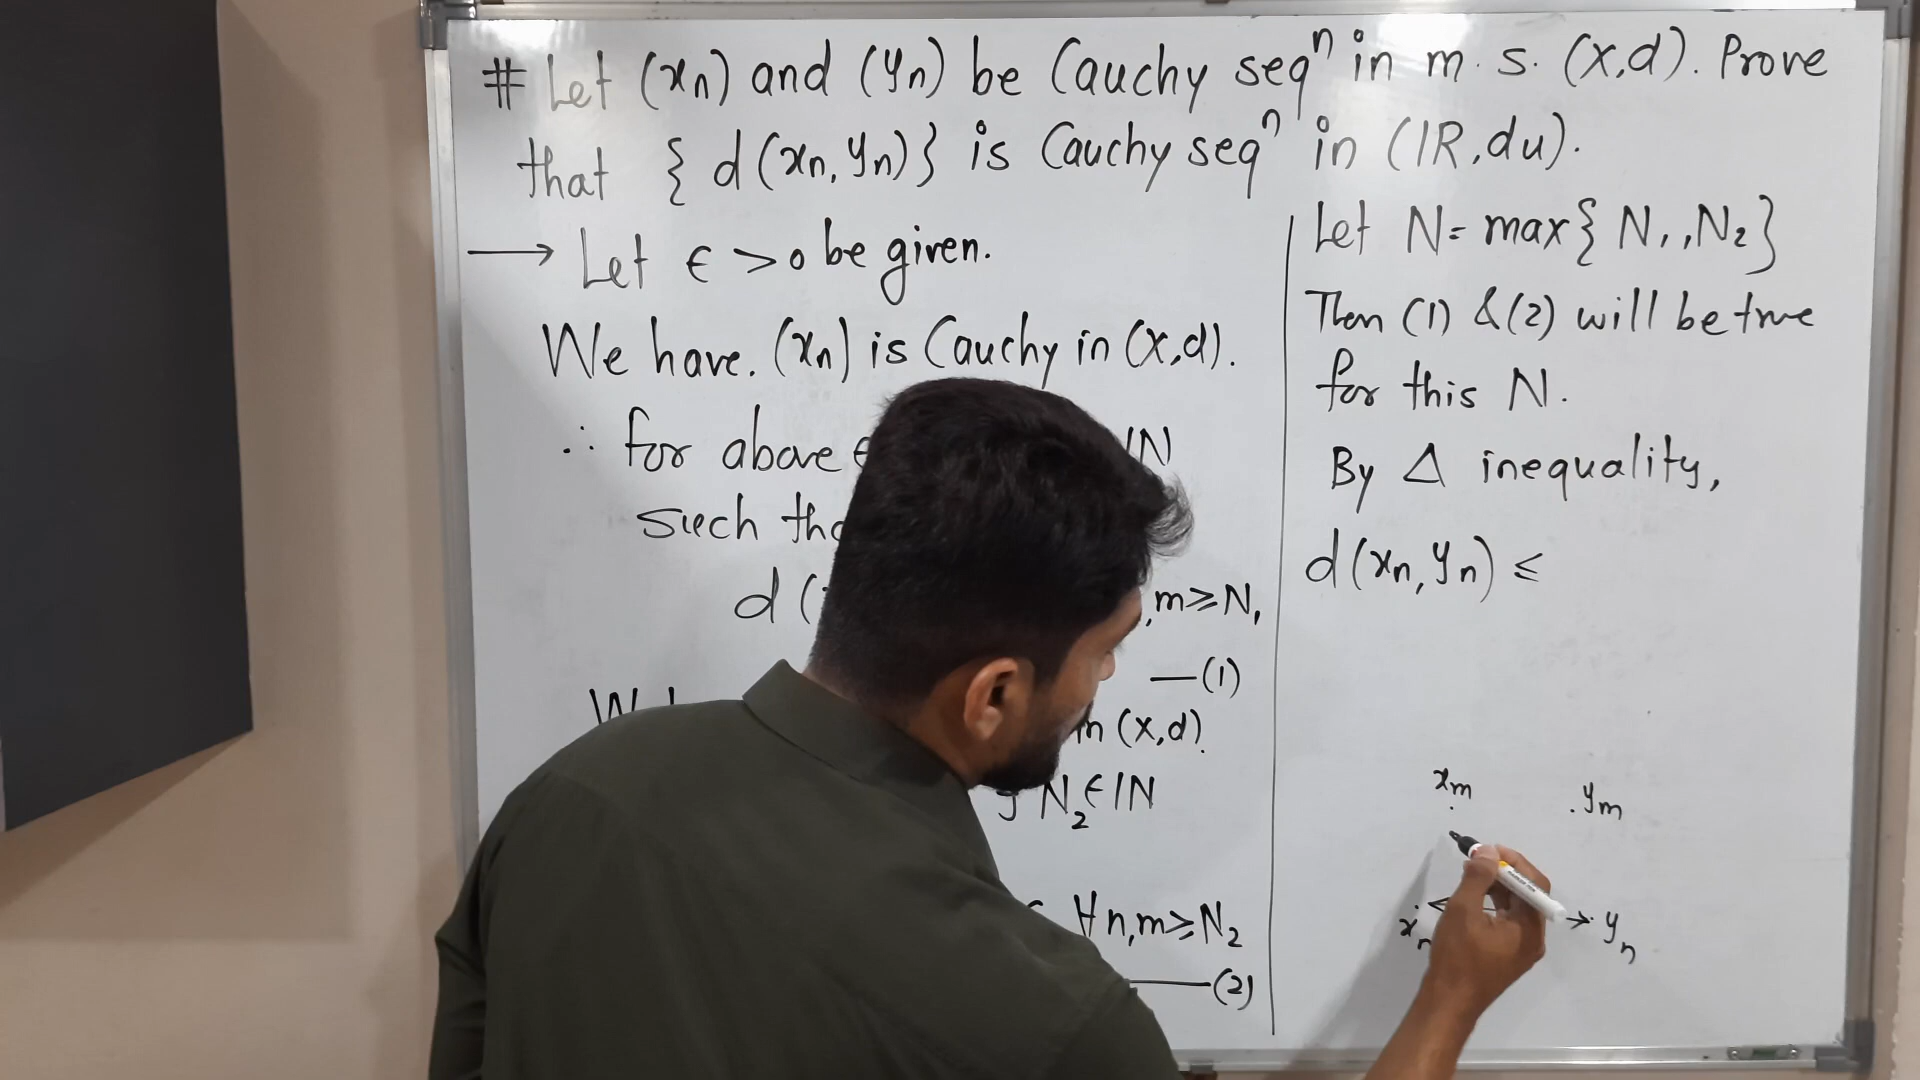 # Let (xn) and (yn) be Cauchy seqⁿ in m. s. (X,d). Prove
that { d(xn, yn)} is Cauchy seqⁿ in (IR, du).
→ Let ϵ > 0 be given.
We have. (xn) is Cauchy in (X,d).
∴ for above ϵ IN
such
d( ,m ≥ N,
—(1)
in (X,d).
N₂ ∈ IN
∀ n,m ≥ N₂
—(2)
Let N = max{ N₁, N₂}
Then (1) & (2) will be true
for this N.
By Δ inequality,
d(xn, yn) ≤
xm .ym
xn yn